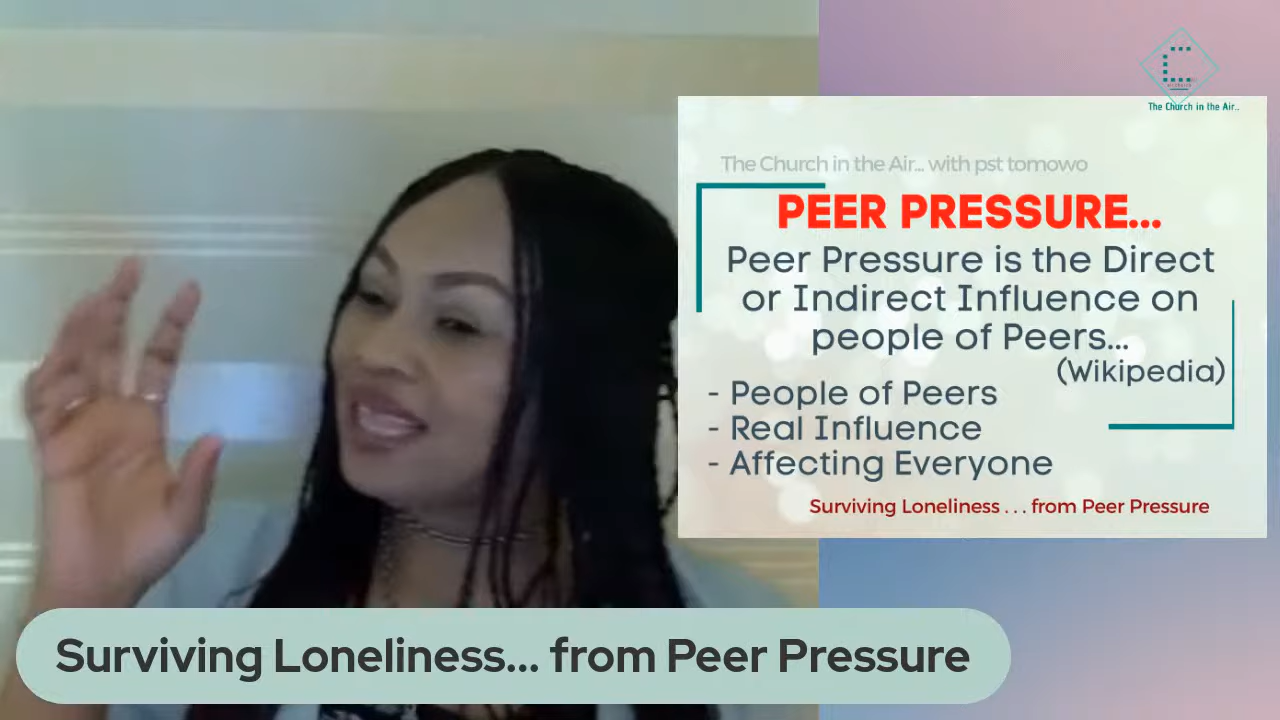 The Church in the Air..
The Church in the Air... with pst tomowo
PEER PRESSURE...
Peer Pressure is the Direct
or Indirect Influence on
people of Peers...
(Wikipedia)
- People of Peers
- Real Influence
- Affecting Everyone
Surviving Loneliness . . . from Peer Pressure
Surviving Loneliness... from Peer Pressure